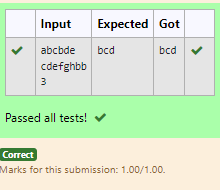 Input Expected Got
abcbde bcd bcd
cdefghbb
3
Passed all tests!
Correct
Marks for this submission: 1.00/1.00.